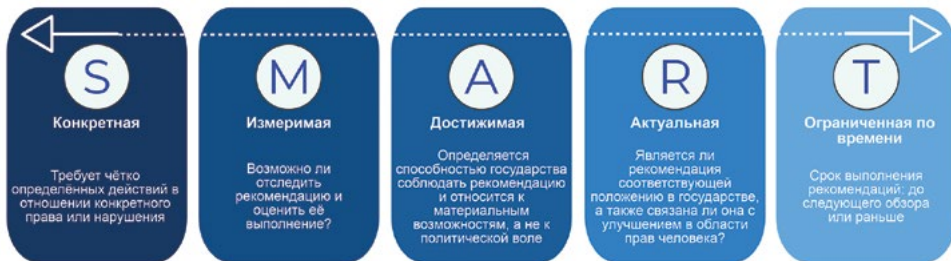 S
Конкретная
Требует чётко
определённых действий в
отношении конкретного
права или нарушения
M
Измеримая
Возможно ли
отследить
рекомендацию и
оценить её
выполнение?
A
Достижимая
Определяется
способностью государства
соблюдать рекомендацию
и относится к
материальным
возможностям, а не к
политической воле
R
Актуальная
Является ли
рекомендация
соответствующей
положению в государстве,
а также связана ли она с
улучшением в области
прав человека?
T
Ограниченная по
времени
Срок выполнения
рекомендаций: до
следующего обзора
или раньше